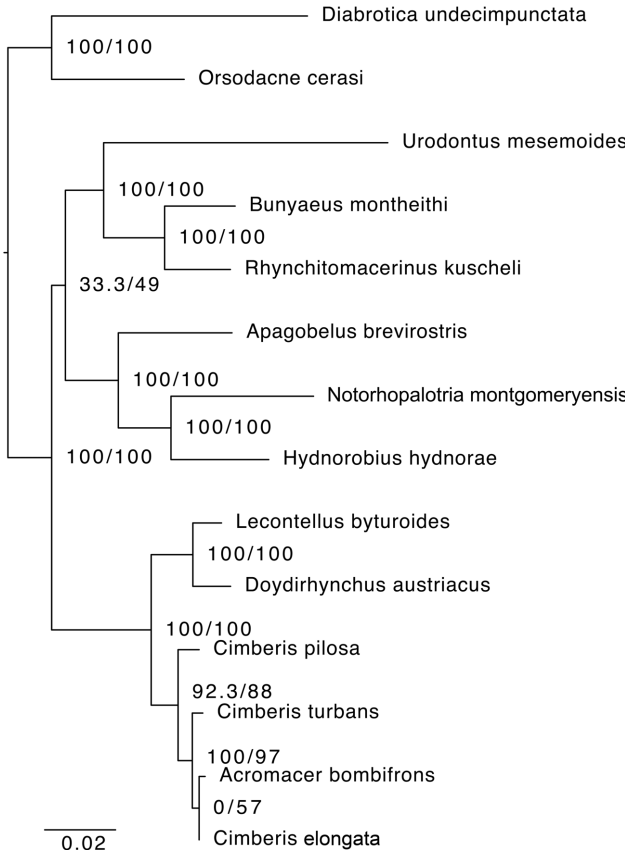 Diabrotica undecimpunctata
100/100
Orsodacne cerasi
Urodontus mesemoides
100/100
Bunyaeus montheithi
100/100
Rhynchitomacerinus kuscheli
33.3/49
Apagobelus brevirostris
100/100
Notorhopalotria montgomeryensis
100/100
100/100
Hydnorobius hydnorae
Lecontellus byturoides
100/100
Doydirhynchus austriacus
100/100
Cimberis pilosa
92.3/88
Cimberis turbans
100/97
Acromacer bombifrons
0/57
Cimberis elongata
0.02